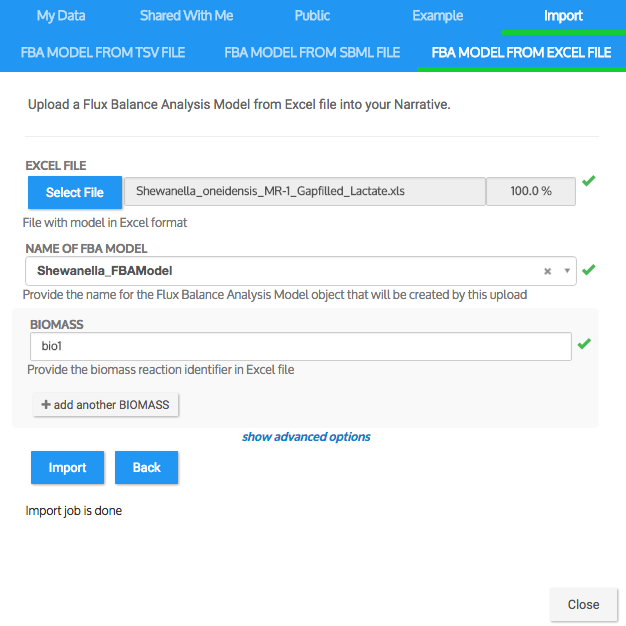 My Data Shared With Me Public Example Import
FBA MODEL FROM TSV FILE FBA MODEL FROM SBML FILE FBA MODEL FROM EXCEL FILE
Upload a Flux Balance Analysis Model from Excel file into your Narrative.
EXCEL FILE
Select File Shewanella_oneidensis_MR-1_Gapfilled_Lactate.xls 100.0 %
File with model in Excel format
NAME OF FBA MODEL
Shewanella_FBAModel
Provide the name for the Flux Balance Analysis Model object that will be created by this upload
BIOMASS
bio1
Provide the biomass reaction identifier in Excel file
+ add another BIOMASS
show advanced options
Import Back
Import job is done
Close